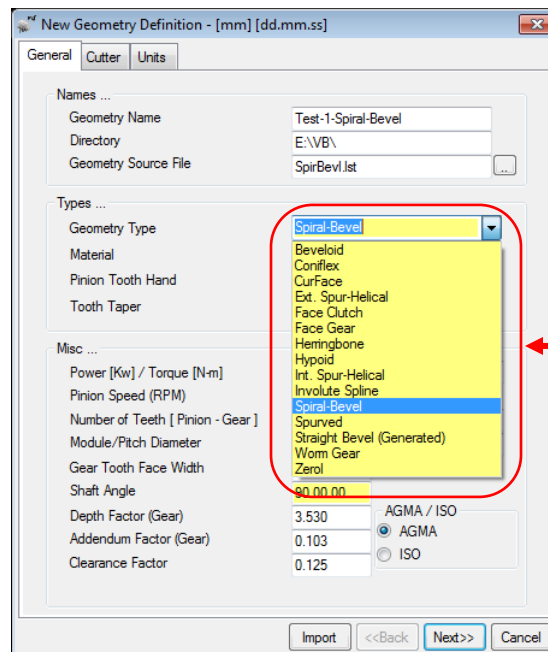 New Geometry Definition - [mm] [dd.mm.ss]
General Cutter Units
Names ...
Geometry Name Test-1-Spiral-Bevel
Directory E:\VB\
Geometry Source File SpirBevl.lst ..
Types ...
Geometry Type Spiral-Bevel
Material
Pinion Tooth Hand
Tooth Taper
Beveloid
Coniflex
CurFace
Ext. Spur-Helical
Face Clutch
Face Gear
Herringbone
Hypoid
Int. Spur-Helical
Involute Spline
Spiral-Bevel
Spurved
Straight Bevel (Generated)
Worm Gear
Zerol
Misc ...
Power [Kw] / Torque [N-m]
Pinion Speed (RPM)
Number of Teeth [ Pinion - Gear ]
Module/Pitch Diameter
Gear Tooth Face Width
Shaft Angle 90.00.00
Depth Factor (Gear) 3.530
Addendum Factor (Gear) 0.103
Clearance Factor 0.125
AGMA / ISO
AGMA
ISO
Import <<Back Next>> Cancel